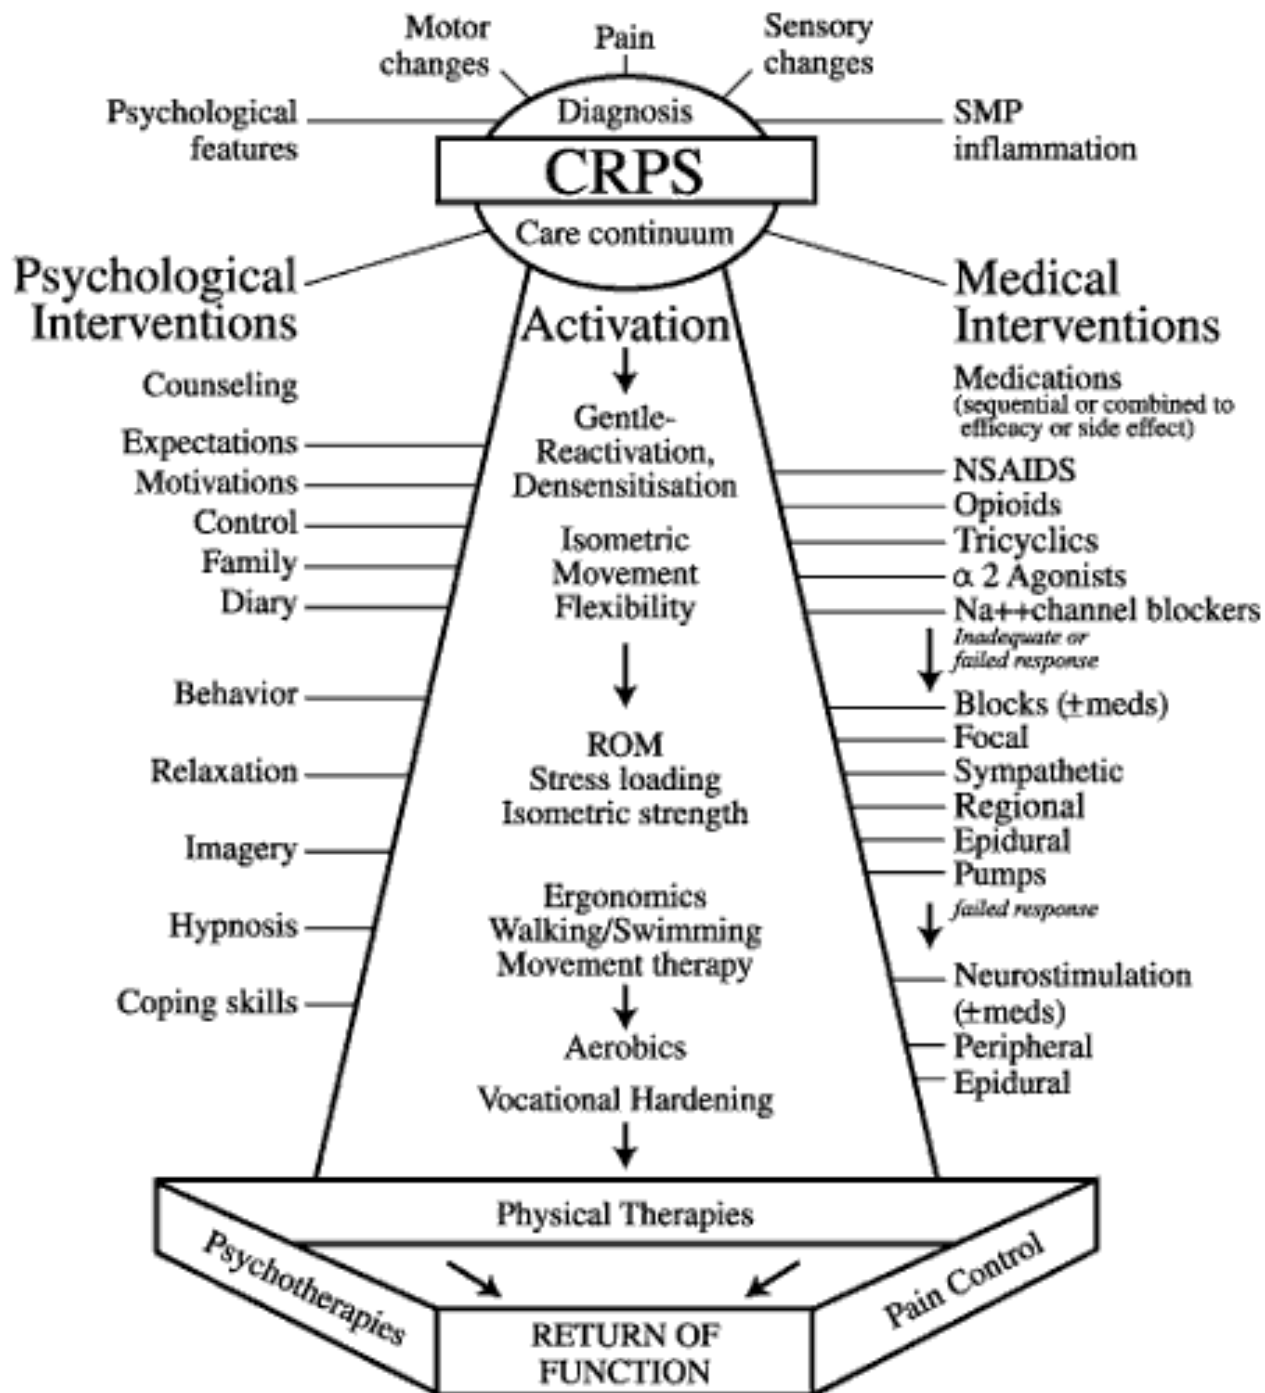 Motor
changes
Pain
Sensory
changes
Psychological
features
Diagnosis
SMP
inflammation
CRPS
Care continuum
Psychological
Interventions
Counseling
Expectations
Motivations
Control
Family
Diary
Behavior
Relaxation
Imagery
Hypnosis
Coping skills
Activation
Gentle-
Reactivation,
Densensitisation
Isometric
Movement
Flexibility
ROM
Stress loading
Isometric strength
Ergonomics
Walking/Swimming
Movement therapy
Aerobics
Vocational Hardening
Medical
Interventions
Medications
(sequential or combined to
efficacy or side effect)
NSAIDS
Opioids
Tricyclics
α 2 Agonists
Na++channel blockers
Inadequate or
failed response
Blocks (±meds)
Focal
Sympathetic
Regional
Epidural
Pumps
failed response
Neurostimulation
(±meds)
Peripheral
Epidural
Physical Therapies
Psychotherapies
Pain Control
RETURN OF
FUNCTION